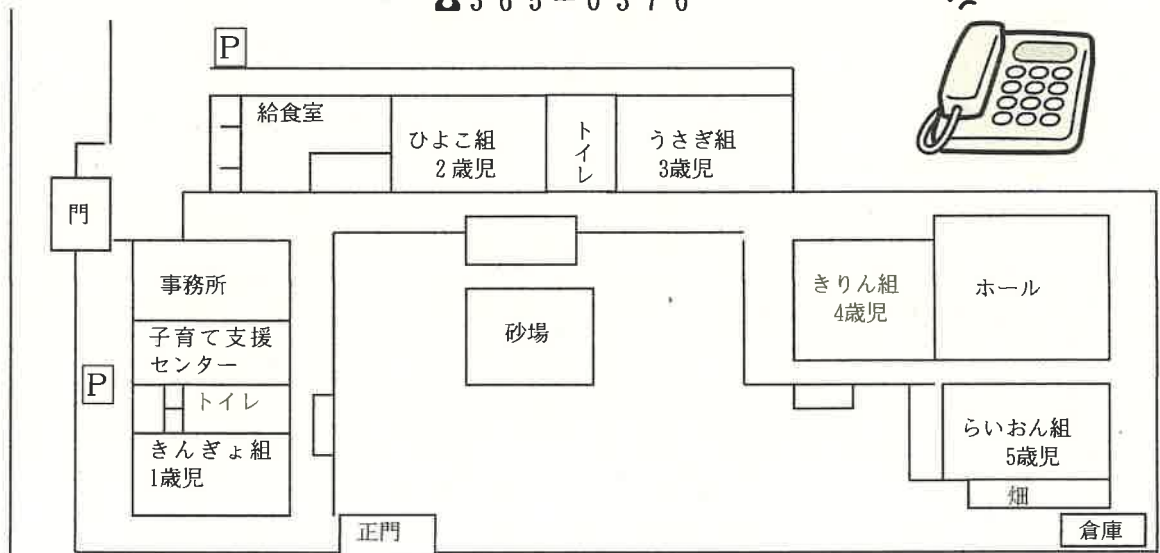 ☎365-0376
P
給食室
ひよこ組
2歳児
トイレ
うさぎ組
3歳児
門
事務所
子育て支援
センター
P
トイレ
きんぎょ組
1歳児
砂場
きりん組
4歳児
ホール
らいおん組
5歳児
畑
正門
倉庫